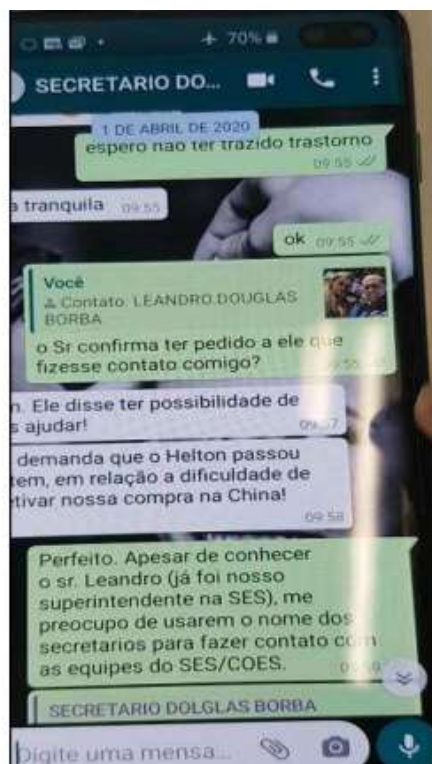 70%
SECRETARIO DO...
1 DE ABRIL DE 2020
espero nao ter trazido trastorno
09:55
a tranquila 09:55
ok 09:55
Você
Contato: LEANDRO.DOUGLAS
BORBA
o Sr confirma ter pedido a ele que
fizesse contato comigo?
. Ele disse ter possibilidade de
s ajudar!
demanda que o Helton passou
tem, em relação a dificuldade de
tivar nossa compra na China!
09:58
Perfeito. Apesar de conhecer
o sr. Leandro (já foi nosso
superintendente na SES), me
preocupo de usarem o nome dos
secretarios para fazer contato com
as equipes do SES/COES.
SECRETARIO DOLGLAS BORBA
Digite uma mensa...